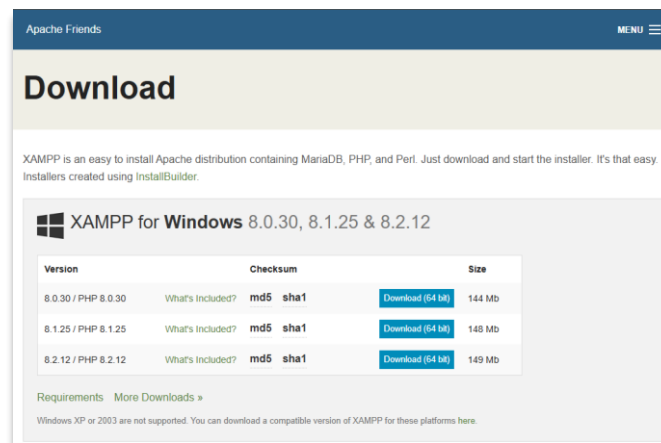 Apache Friends
MENU
Download
XAMPP is an easy to install Apache distribution containing MariaDB, PHP, and Perl. Just download and start the installer. It's that easy.
Installers created using InstallBuilder.
XAMPP for Windows 8.0.30, 8.1.25 & 8.2.12
Version Checksum Size
8.0.30 / PHP 8.0.30 What's Included? md5 sha1 Download (64 bit) 144 Mb
8.1.25 / PHP 8.1.25 What's Included? md5 sha1 Download (64 bit) 148 Mb
8.2.12 / PHP 8.2.12 What's Included? md5 sha1 Download (64 bit) 149 Mb
Requirements More Downloads »
Windows XP or 2003 are not supported. You can download a compatible version of XAMPP for these platforms here.